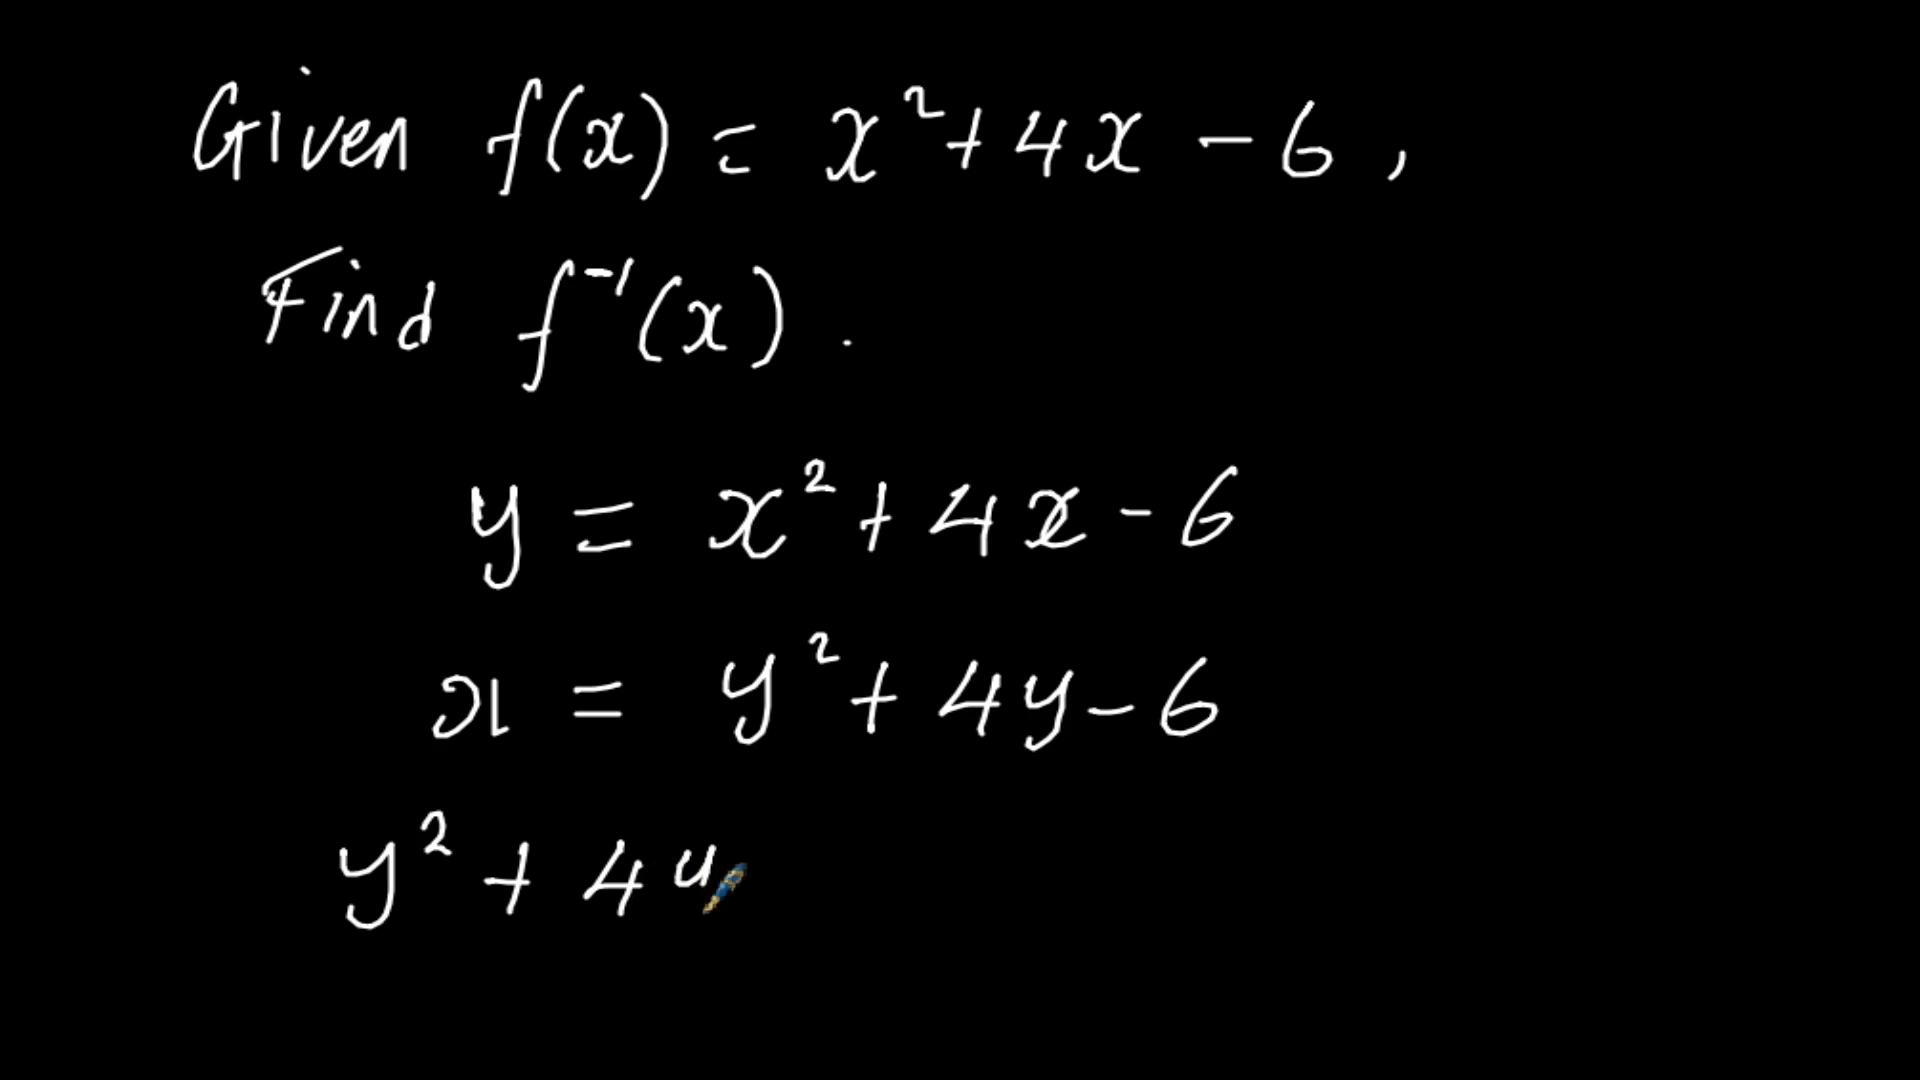 Given f(x) = x² + 4x - 6,
Find f⁻¹(x).
y = x² + 4x - 6
x = y² + 4y - 6
y² + 4y